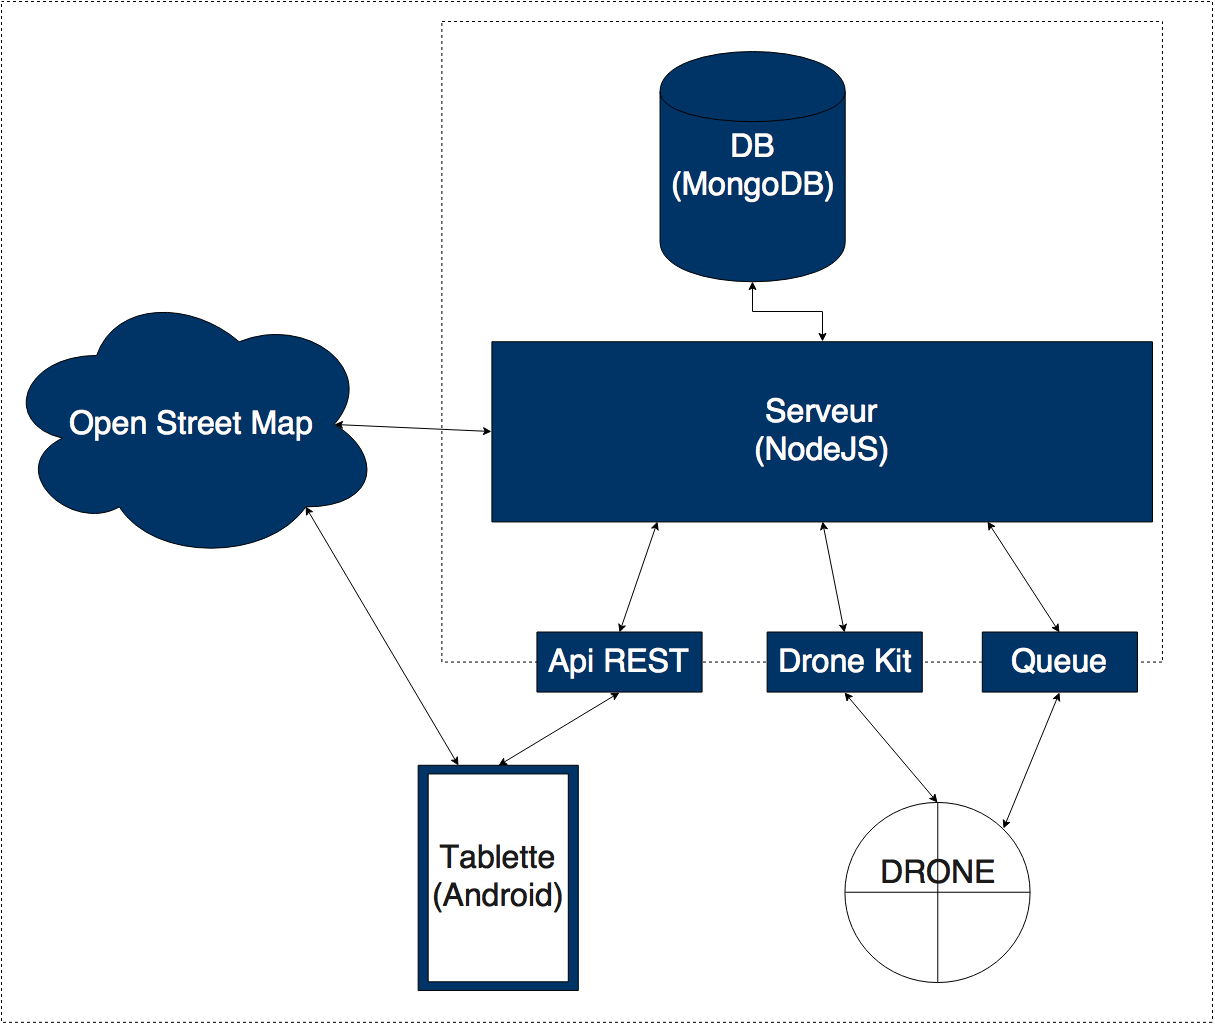 DB
(MongoDB)
Open Street Map
Serveur
(NodeJS)
Api REST
Drone Kit
Queue
Tablette
(Android)
DRONE